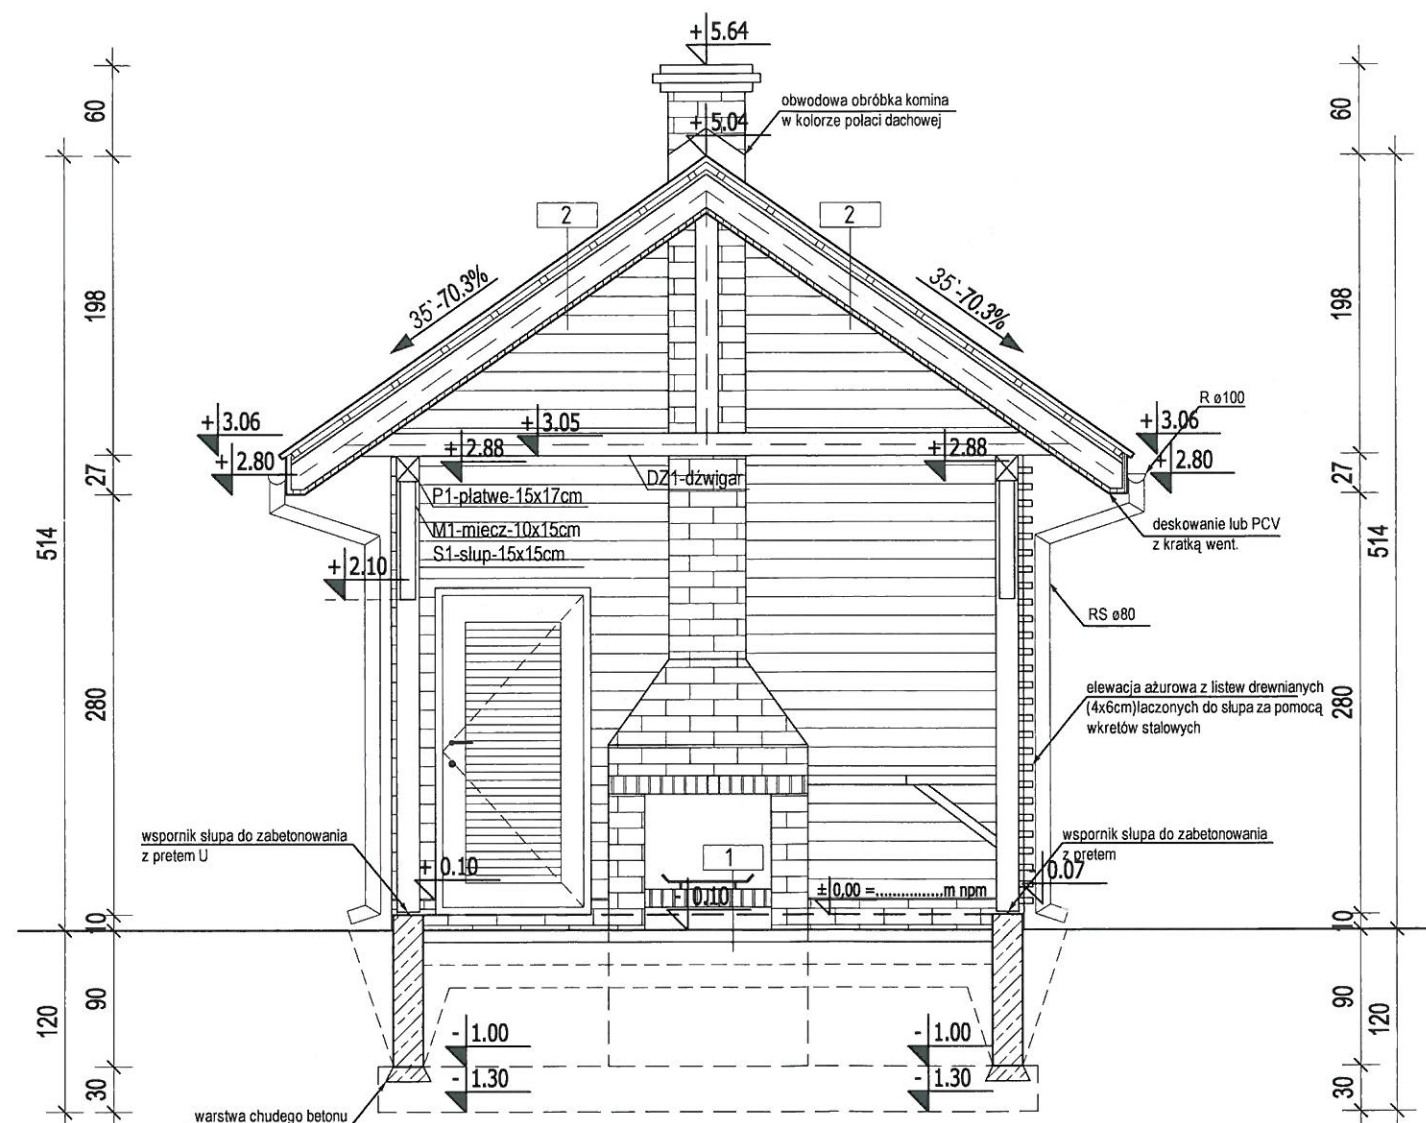 + 5.64
60
60
obwodowa obróbka komina
w kolorze połaci dachowej
+ 5.04
2
2
35`-70.3%
35`-70.3%
198
198
R ø100
+ 3.06
+ 3.05
+ 3.06
+ 2.88
+ 2.88
+ 2.80
+ 2.80
27
27
DZ1-dźwigar
P1-płatwe-15x17cm
M1-miecz-10x15cm
S1-słup-15x15cm
deskowanie lub PCV
z kratką went.
514
514
+ 2.10
RS ø80
280
280
elewacja ażurowa z listew drewnianych
(4x6cm)laczonych do słupa za pomocą
wkretów stalowych
wspornik słupa do zabetonowania
z pretem U
wspornik słupa do zabetonowania
z pretem
1
+ 0.10
- 0.10
± 0,00 =................m npm
0.07
10
10
90
90
120
120
- 1.00
- 1.00
- 1.30
- 1.30
30
30
warstwa chudego betonu